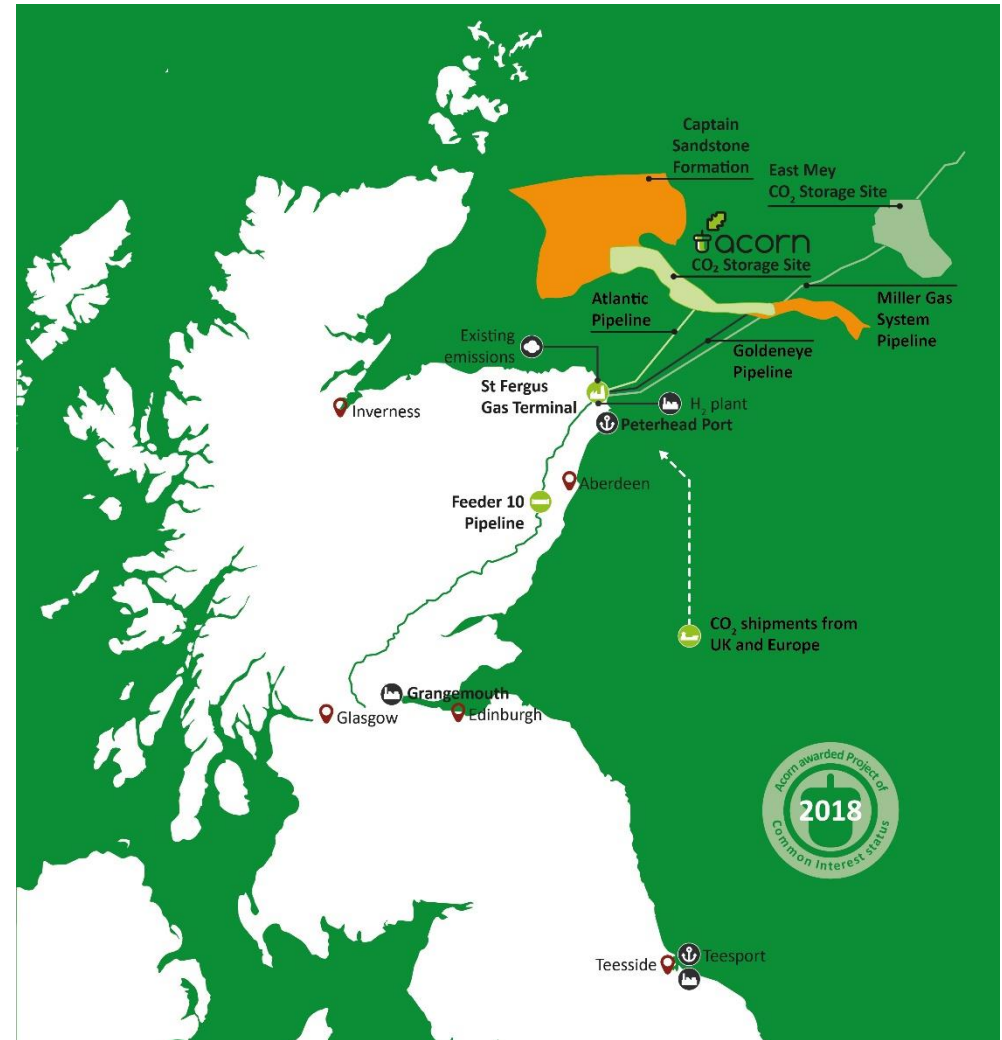 Captain
Sandstone
Formation
East Mey
CO₂ Storage Site
acorn
CO₂ Storage Site
Atlantic
Pipeline
Miller Gas
System
Pipeline
Goldeneye
Pipeline
Existing
emissions
St Fergus
Gas Terminal
H₂ plant
Peterhead Port
Inverness
Aberdeen
Feeder 10
Pipeline
CO₂ shipments from
UK and Europe
Grangemouth
Glasgow
Edinburgh
Acorn awarded Project of
2018
Common Interest status
Teesside
Teesport